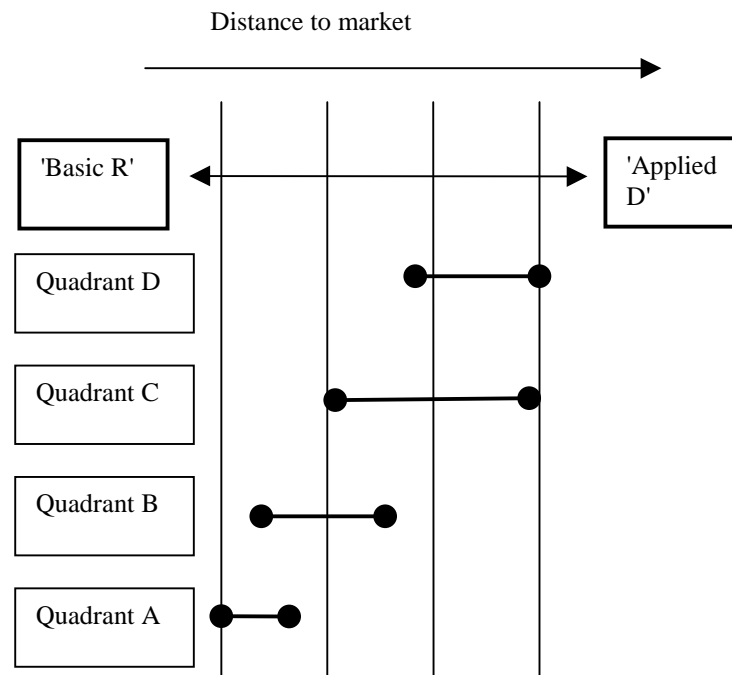 Distance to market
'Basic R'
'Applied
D'
Quadrant D
Quadrant C
Quadrant B
Quadrant A